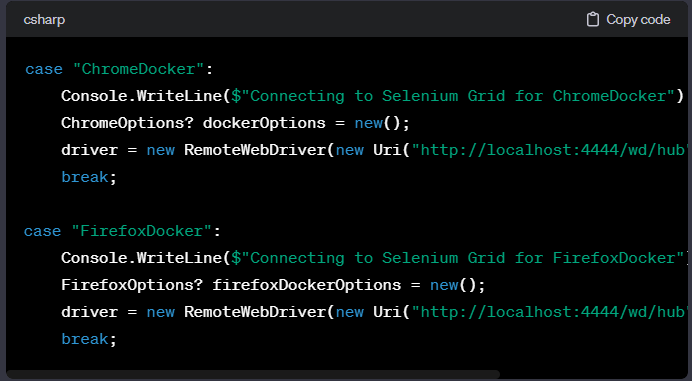 csharp
Copy code
case "ChromeDocker":
Console.WriteLine($"Connecting to Selenium Grid for ChromeDocker")
ChromeOptions? dockerOptions = new();
driver = new RemoteWebDriver(new Uri("http://localhost:4444/wd/hub"
break;
case "FirefoxDocker":
Console.WriteLine($"Connecting to Selenium Grid for FirefoxDocker")
FirefoxOptions? firefoxDockerOptions = new();
driver = new RemoteWebDriver(new Uri("http://localhost:4444/wd/hub"
break;